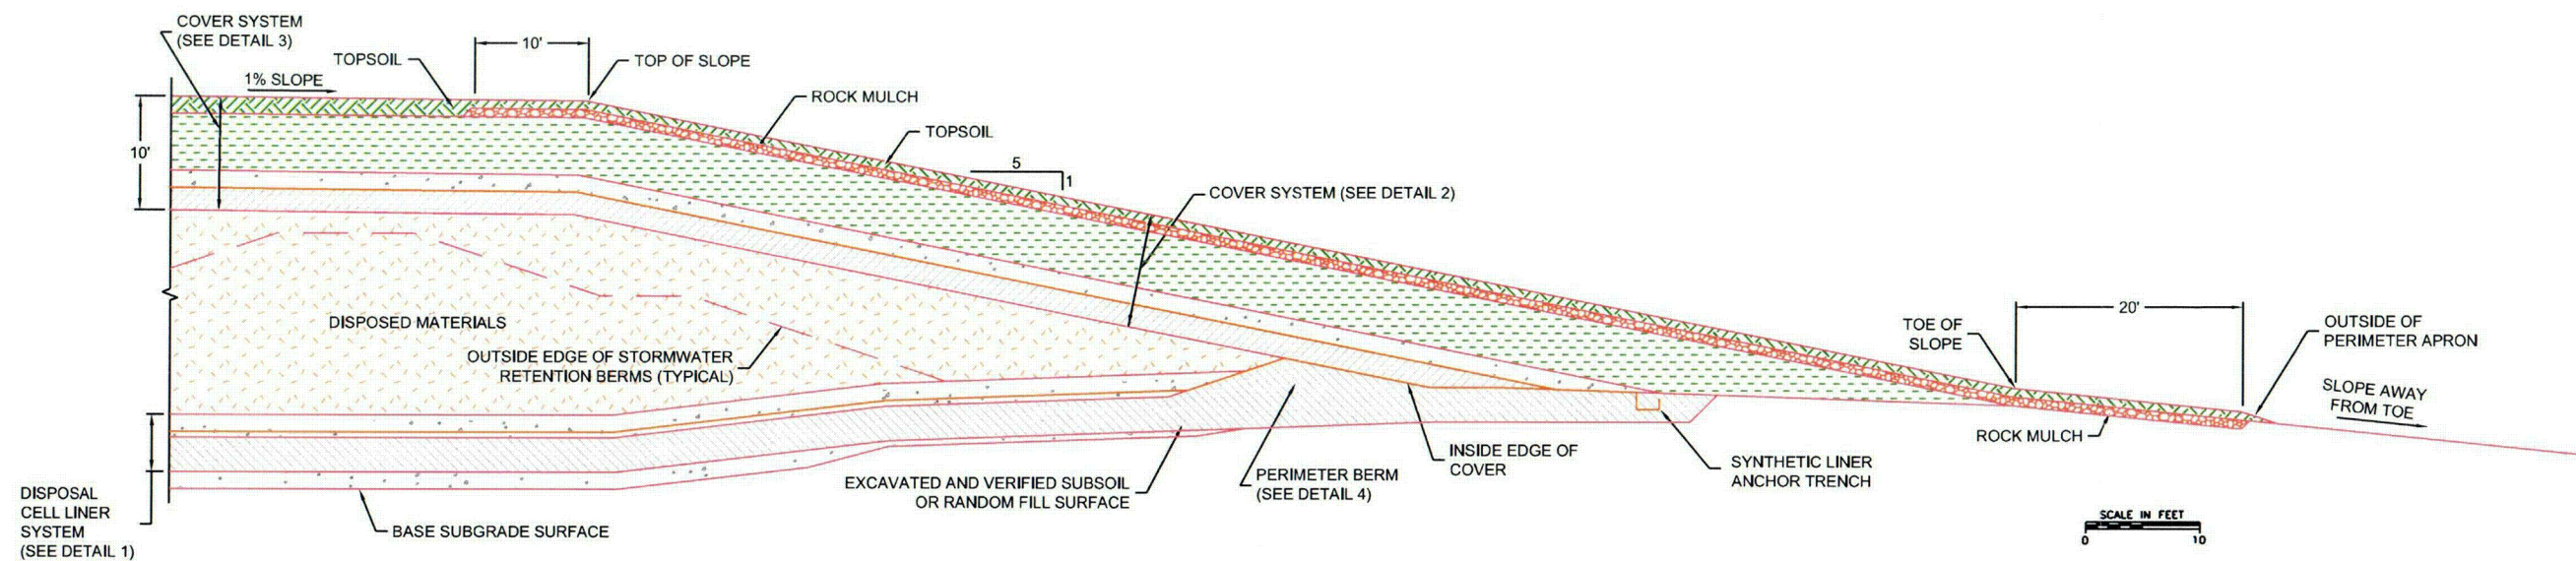 COVER SYSTEM
(SEE DETAIL 3)
10'
TOPSOIL
TOP OF SLOPE
1% SLOPE
ROCK MULCH
TOPSOIL
10'
5
1
COVER SYSTEM (SEE DETAIL 2)
DISPOSED MATERIALS
OUTSIDE EDGE OF STORMWATER
RETENTION BERMS (TYPICAL)
20'
TOE OF
SLOPE
OUTSIDE OF
PERIMETER APRON
SLOPE AWAY
FROM TOE
ROCK MULCH
INSIDE EDGE OF
COVER
SYNTHETIC LINER
ANCHOR TRENCH
PERIMETER BERM
(SEE DETAIL 4)
EXCAVATED AND VERIFIED SUBSOIL
OR RANDOM FILL SURFACE
DISPOSAL
CELL LINER
SYSTEM
(SEE DETAIL 1)
BASE SUBGRADE SURFACE
SCALE IN FEET
0 10